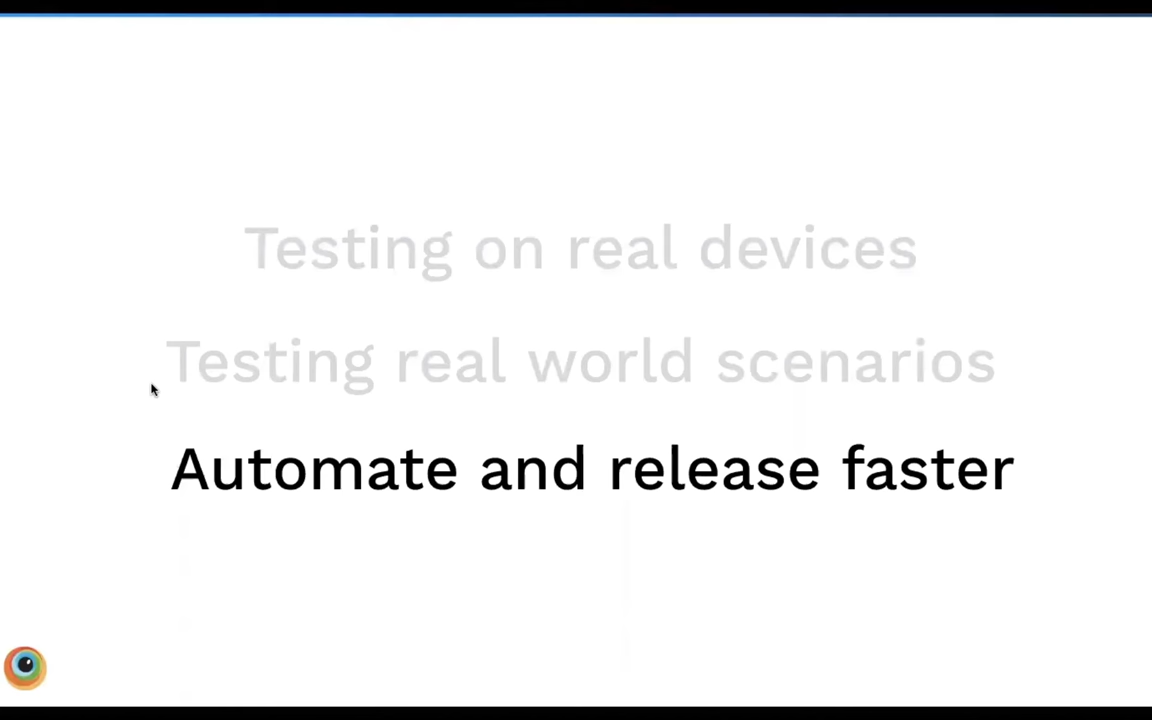 Testing on real devices
Testing real world scenarios
Automate and release faster